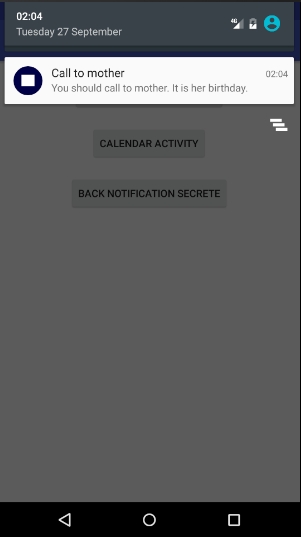 02:04
Tuesday 27 September
4G
Call to mother
02:04
You should call to mother. It is her birthday.
CALENDAR ACTIVITY
BACK NOTIFICATION SECRETE